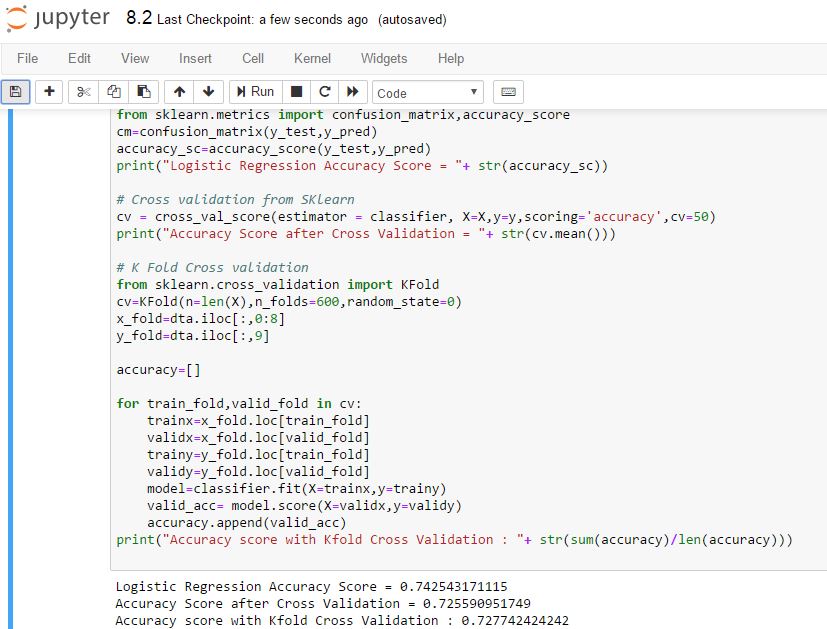 jupyter 8.2 Last Checkpoint: a few seconds ago (autosaved)
File Edit View Insert Cell Kernel Widgets Help
Run Code
from sklearn.metrics import confusion_matrix,accuracy_score
cm=confusion_matrix(y_test,y_pred)
accuracy_sc=accuracy_score(y_test,y_pred)
print("Logistic Regression Accuracy Score = "+ str(accuracy_sc))
# Cross validation from SKlearn
cv = cross_val_score(estimator = classifier, X=X,y=y,scoring='accuracy',cv=50)
print("Accuracy Score after Cross Validation = "+ str(cv.mean()))
# K Fold Cross validation
from sklearn.cross_validation import KFold
cv=KFold(n=len(X),n_folds=600,random_state=0)
x_fold=dta.iloc[:,0:8]
y_fold=dta.iloc[:,9]
accuracy=[]
for train_fold,valid_fold in cv:
    trainx=x_fold.loc[train_fold]
    validx=x_fold.loc[valid_fold]
    trainy=y_fold.loc[train_fold]
    validy=y_fold.loc[valid_fold]
    model=classifier.fit(X=trainx,y=trainy)
    valid_acc= model.score(X=validx,y=validy)
    accuracy.append(valid_acc)
print("Accuracy score with Kfold Cross Validation : "+ str(sum(accuracy)/len(accuracy)))
Logistic Regression Accuracy Score = 0.742543171115
Accuracy Score after Cross Validation = 0.725590951749
Accuracy score with Kfold Cross Validation : 0.727742424242